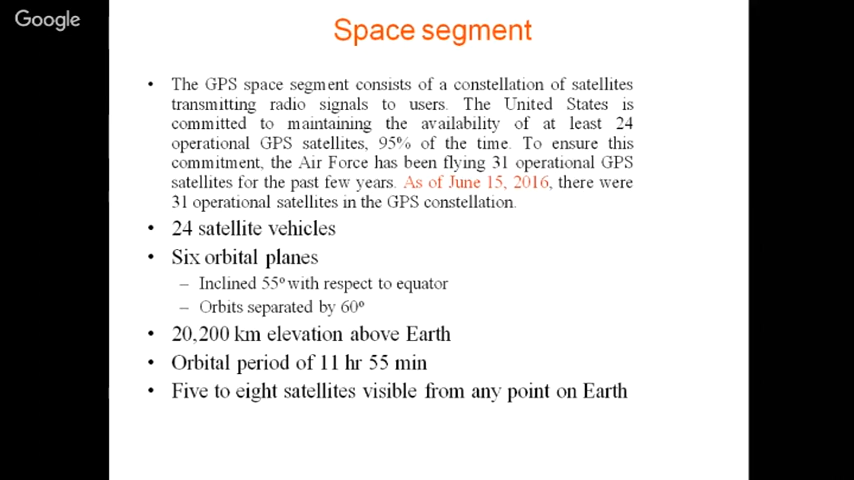 Google
Space segment
• The GPS space segment consists of a constellation of satellites
transmitting radio signals to users. The United States is
committed to maintaining the availability of at least 24
operational GPS satellites, 95% of the time. To ensure this
commitment, the Air Force has been flying 31 operational GPS
satellites for the past few years. As of June 15, 2016, there were
31 operational satellites in the GPS constellation.
• 24 satellite vehicles
• Six orbital planes
– Inclined 55º with respect to equator
– Orbits separated by 60º
• 20,200 km elevation above Earth
• Orbital period of 11 hr 55 min
• Five to eight satellites visible from any point on Earth